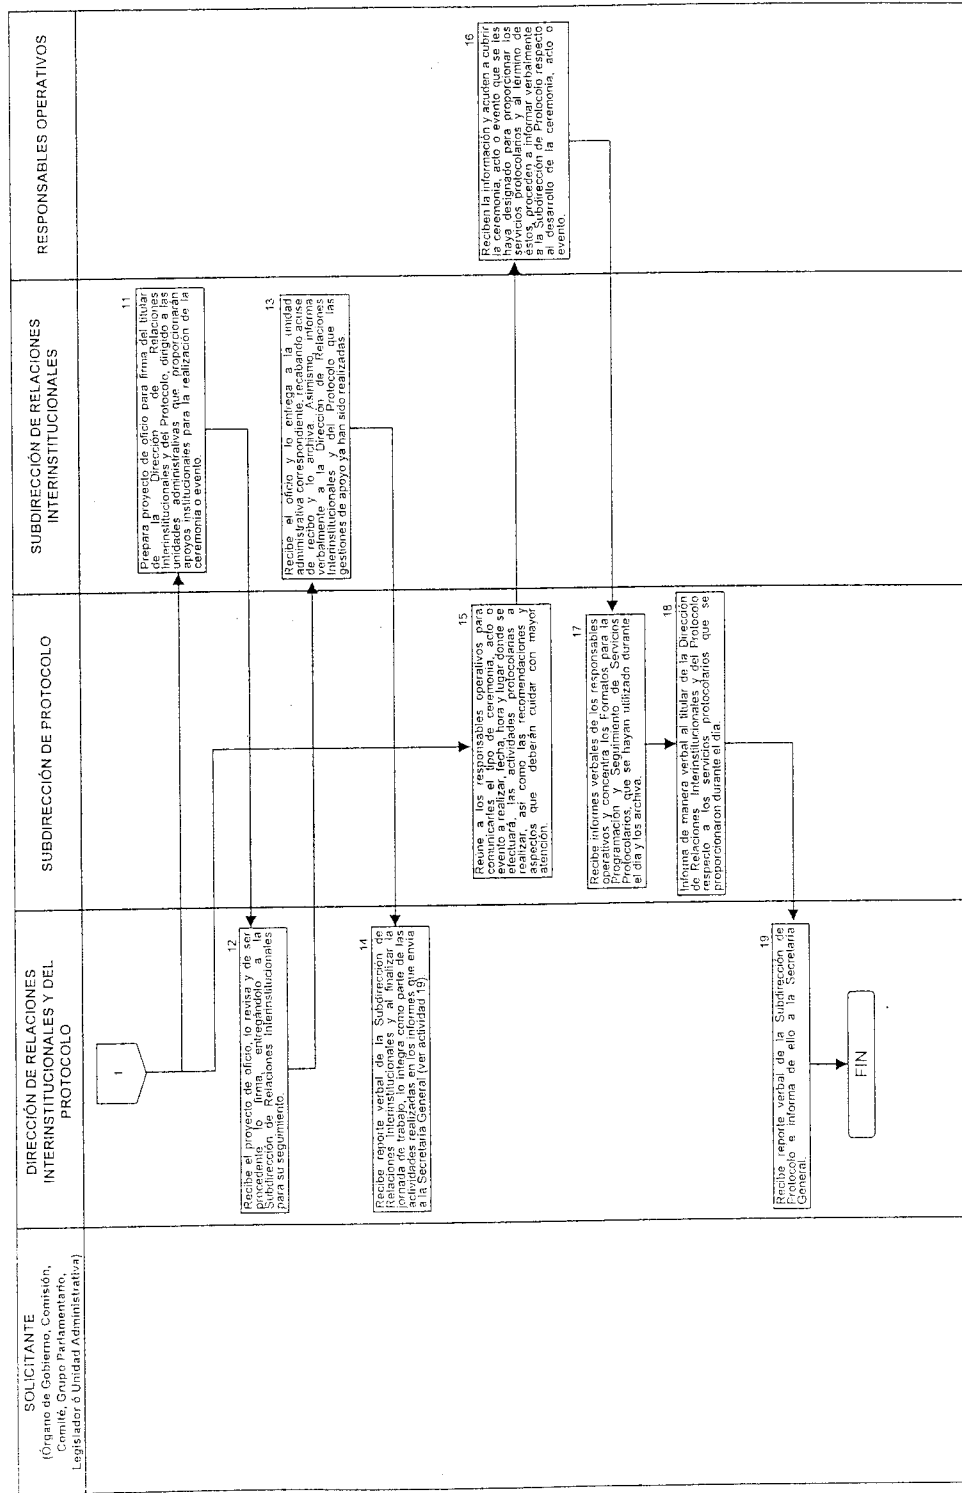 SOLICITANTE
(Órgano de Gobierno, Comisión,
Comité, Grupo Parlamentario,
Legislador ó Unidad Administrativa)
DIRECCIÓN DE RELACIONES
INTERINSTITUCIONALES Y DEL
PROTOCOLO
SUBDIRECCIÓN DE PROTOCOLO
SUBDIRECCIÓN DE RELACIONES
INTERINSTITUCIONALES
RESPONSABLES OPERATIVOS
1
11
Prepara proyecto de oficio para firma del titular
de la Dirección de Relaciones
Interinstitucionales y del Protocolo, dirigido a las
unidades administrativas que proporcionarán
apoyos institucionales para la realización de la
ceremonia o evento.
12
Recibe el proyecto de oficio, lo revisa y de ser
procedente lo firma, entregándolo a la
Subdirección de Relaciones Interinstitucionales
para su seguimiento.
13
Recibe el oficio y lo entrega a la unidad
administrativa correspondiente, recabando acuse
de recibo y lo archiva. Asimismo, informa
verbalmente a la Dirección de Relaciones
Interinstitucionales y del Protocolo que las
gestiones de apoyo ya han sido realizadas.
14
Recibe reporte verbal de la Subdirección de
Relaciones Interinstitucionales y al finalizar la
jornada de trabajo, lo integra como parte de las
actividades realizadas en los informes que envía
a la Secretaría General (ver actividad 19).
15
Reúne a los responsables operativos para
comunicarles el tipo de ceremonia, acto o
evento a realizar, fecha, hora y lugar donde se
efectuará, las actividades protocolarias a
realizar, así como las recomendaciones y
aspectos que deberán cuidar con mayor
atención.
16
Reciben la información y acuden a cubrir
la ceremonia, acto o evento que se les
haya designado para proporcionar los
servicios protocolarios y al término de
éstos, proceden a informar verbalmente
a la Subdirección de Protocolo respecto
al desarrollo de la ceremonia, acto o
evento.
17
Recibe informes verbales de los responsables
operativos y concentra los Formatos para la
Programación y Seguimiento de Servicios
Protocolarios, que se hayan utilizado durante
el día y los archiva.
18
Informa de manera verbal al titular de la Dirección
de Relaciones Interinstitucionales y del Protocolo
respecto a los servicios protocolarios que se
proporcionaron durante el día.
19
Recibe reporte verbal de la Subdirección de
Protocolo e informa de ello a la Secretaría
General.
FIN